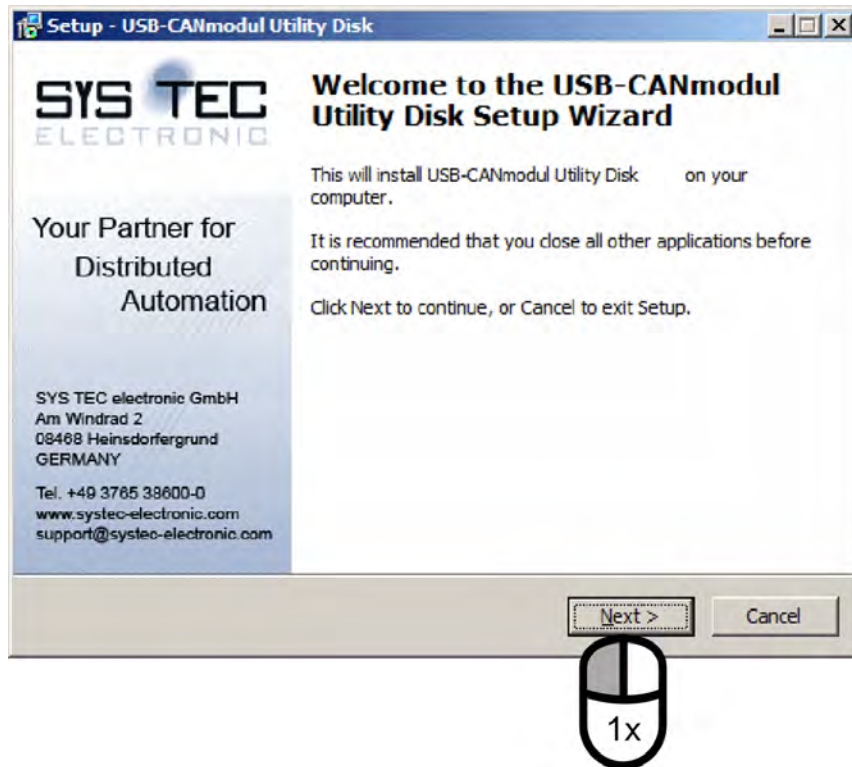 Setup - USB-CANmodul Utility Disk
SYS TEC
ELECTRONIC
Your Partner for
Distributed
Automation
SYS TEC electronic GmbH
Am Windrad 2
08468 Heinsdorfergrund
GERMANY
Tel. +49 3765 38600-0
www.systec-electronic.com
support@systec-electronic.com
Welcome to the USB-CANmodul
Utility Disk Setup Wizard
This will install USB-CANmodul Utility Disk on your
computer.
It is recommended that you close all other applications before
continuing.
Click Next to continue, or Cancel to exit Setup.
Next >
Cancel
1x